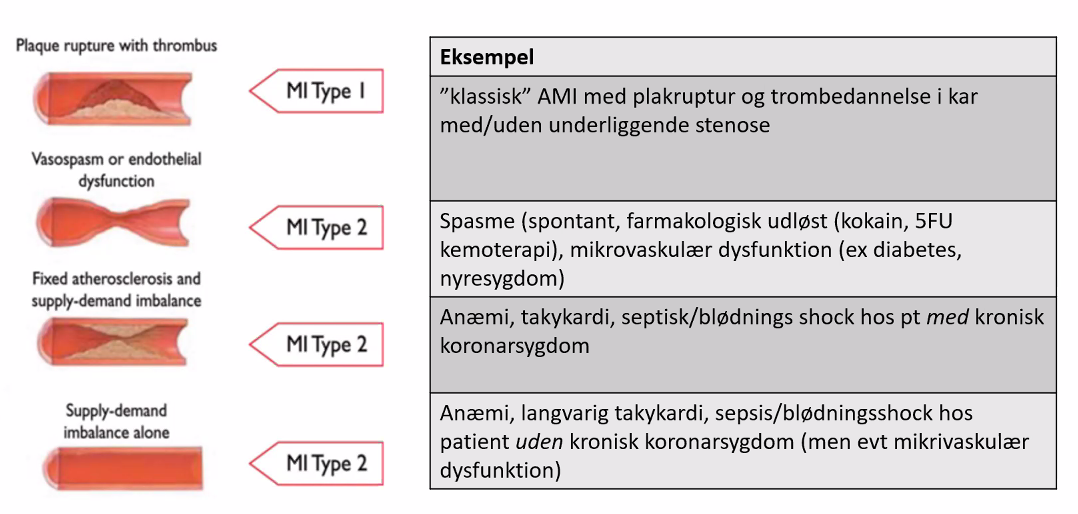 Plaque rupture with thrombus
MI Type 1
Vasospasm or endothelial
dysfunction
MI Type 2
Fixed atherosclerosis and
supply-demand imbalance
MI Type 2
Supply-demand
imbalance alone
MI Type 2
Eksempel
”klassisk” AMI med plakruptur og trombedannelse i kar
med/uden underliggende stenose
Spasme (spontant, farmakologisk udløst (kokain, 5FU
kemoterapi), mikrovaskulær dysfunktion (ex diabetes,
nyresygdom)
Anæmi, takykardi, septisk/blødnings shock hos pt med kronisk
koronarsygdom
Anæmi, langvarig takykardi, sepsis/blødningsshock hos
patient uden kronisk koronarsygdom (men evt mikrivaskulær
dysfunktion)